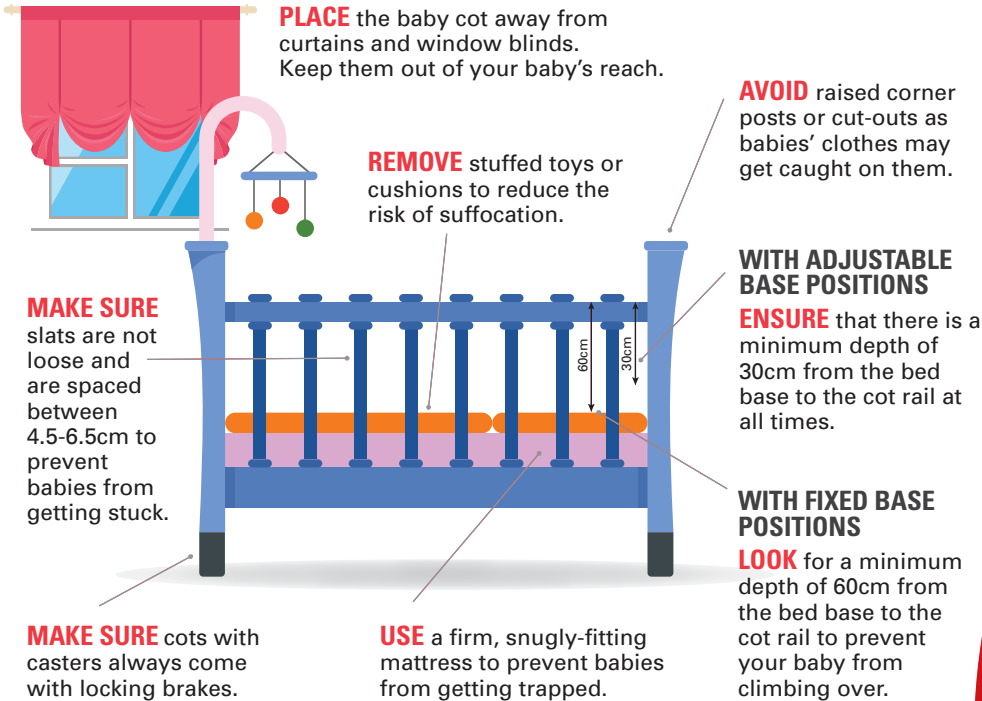 PLACE the baby cot away from
curtains and window blinds.
Keep them out of your baby’s reach.
AVOID raised corner
posts or cut-outs as
babies’ clothes may
get caught on them.
REMOVE stuffed toys or
cushions to reduce the
risk of suffocation.
WITH ADJUSTABLE
BASE POSITIONS
ENSURE that there is a
minimum depth of
30cm from the bed
base to the cot rail at
all times.
MAKE SURE
slats are not
loose and
are spaced
between
4.5-6.5cm to
prevent
babies from
getting stuck.
60cm
30cm
WITH FIXED BASE
POSITIONS
LOOK for a minimum
depth of 60cm from
the bed base to the
cot rail to prevent
your baby from
climbing over.
MAKE SURE cots with
casters always come
with locking brakes.
USE a firm, snugly-fitting
mattress to prevent babies
from getting trapped.